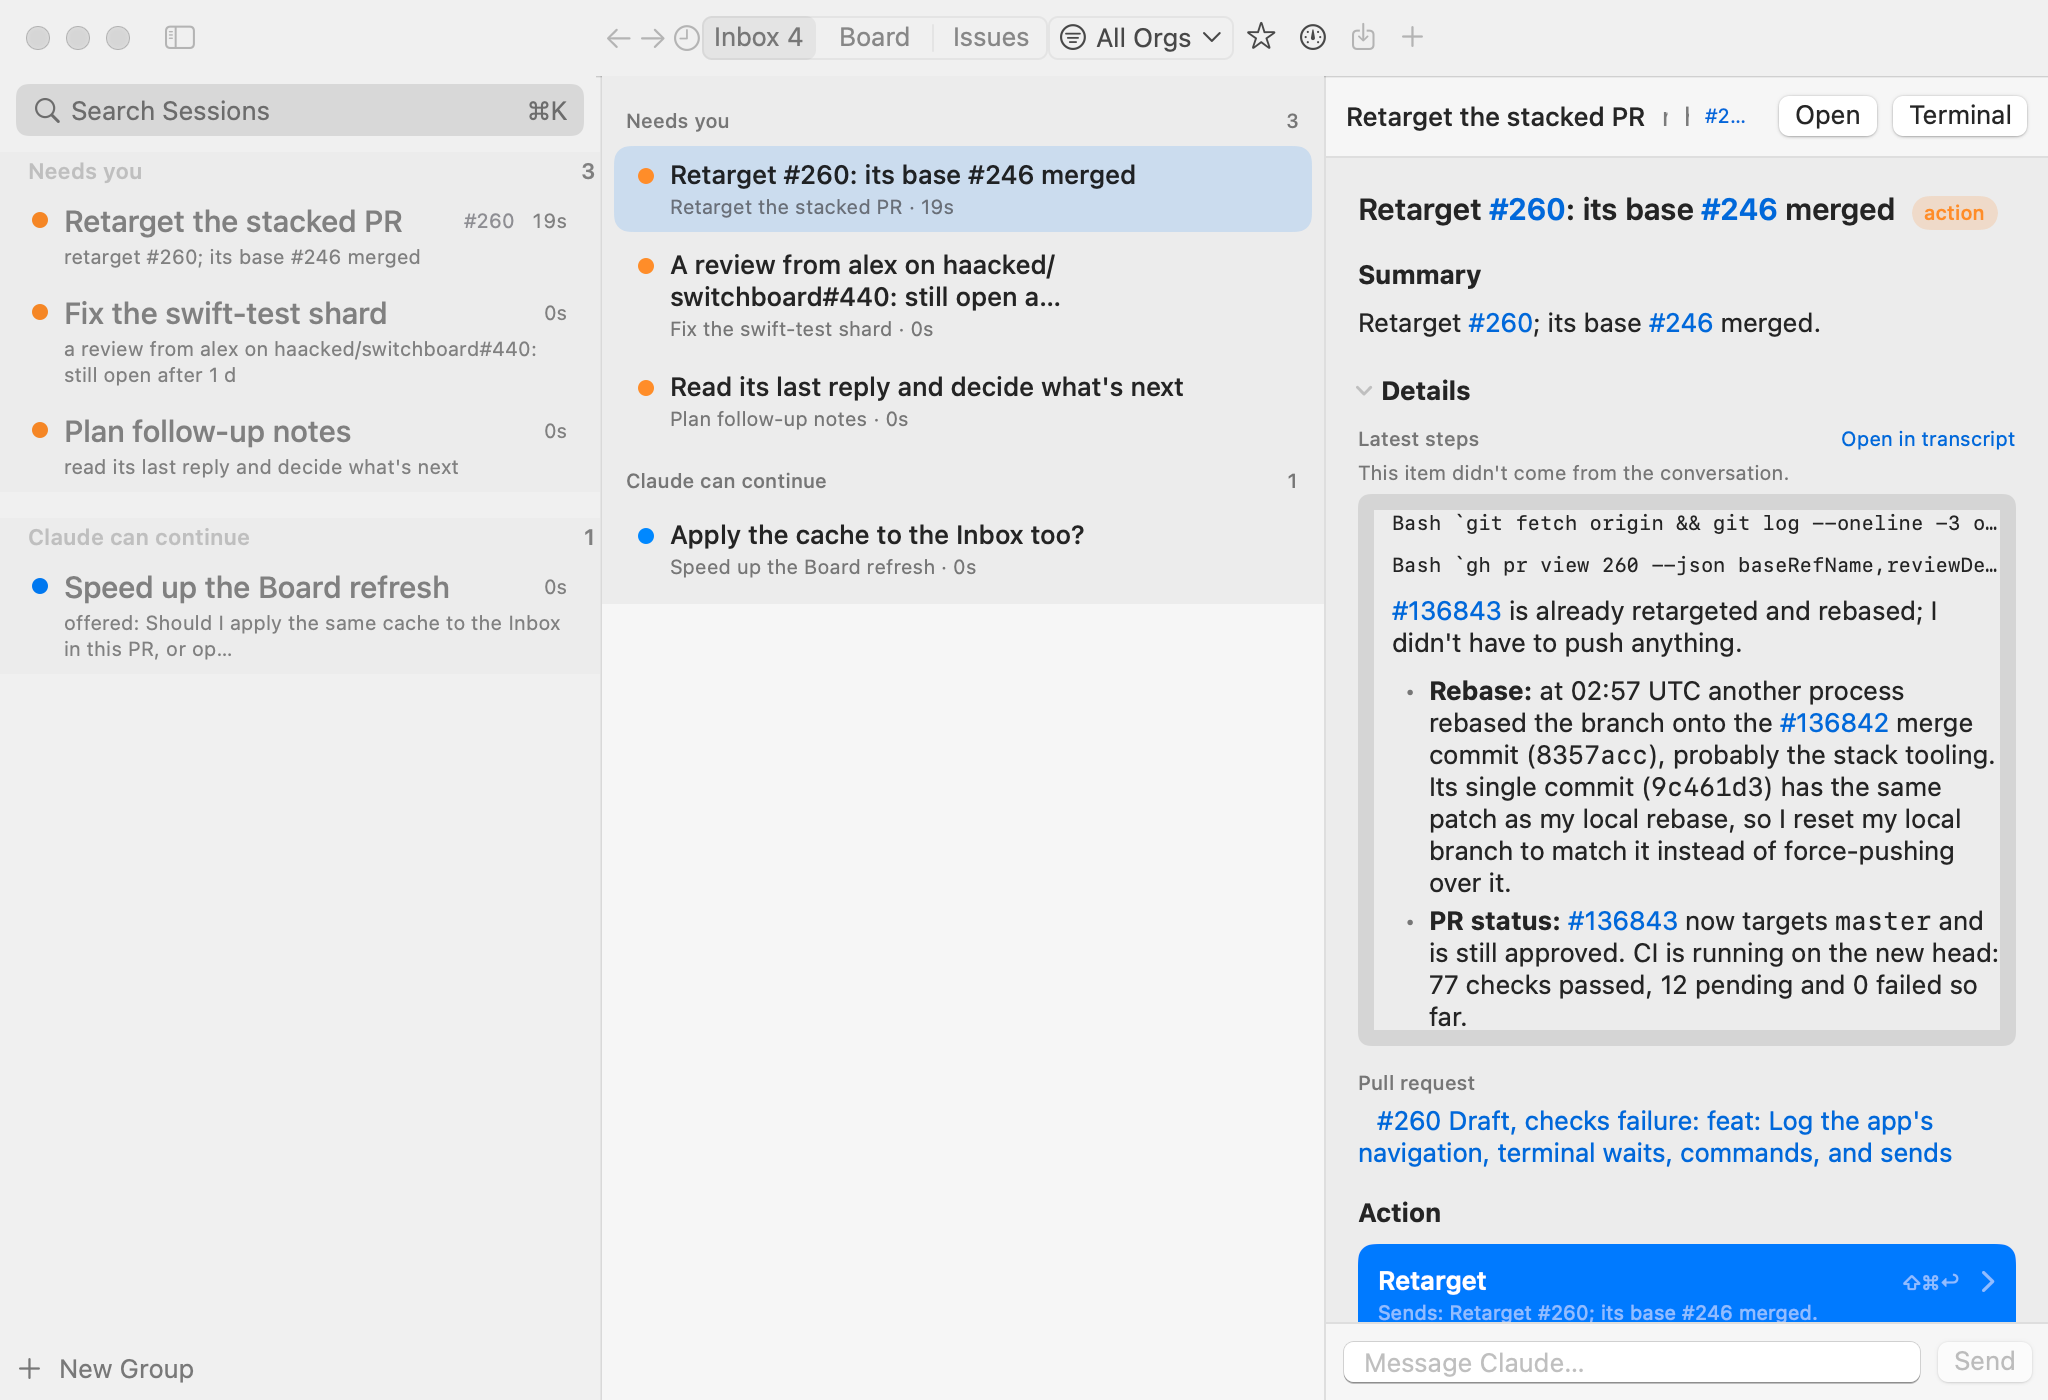 Inbox 4
Board
Issues
All Orgs
Search Sessions ⌘K
Needs you 3
Retarget the stacked PR #260 19s
retarget #260; its base #246 merged
Fix the swift-test shard 0s
a review from alex on haacked/switchboard#440:
still open after 1 d
Plan follow-up notes 0s
read its last reply and decide what's next
Claude can continue 1
Speed up the Board refresh 0s
offered: Should I apply the same cache to the Inbox
in this PR, or op…
New Group
Needs you 3
Retarget #260: its base #246 merged
Retarget the stacked PR · 19s
A review from alex on haacked/
switchboard#440: still open a…
Fix the swift-test shard · 0s
Read its last reply and decide what's next
Plan follow-up notes · 0s
Claude can continue 1
Apply the cache to the Inbox too?
Speed up the Board refresh · 0s
Retarget the stacked PR #2… Open Terminal
Retarget #260: its base #246 merged action
Summary
Retarget #260; its base #246 merged.
Details
Latest steps Open in transcript
This item didn't come from the conversation.
Bash `git fetch origin && git log --oneline -3 o…
Bash `gh pr view 260 --json baseRefName,reviewDe…
#136843 is already retargeted and rebased; I
didn't have to push anything.
• Rebase: at 02:57 UTC another process
rebased the branch onto the #136842 merge
commit (8357acc), probably the stack tooling.
Its single commit (9c461d3) has the same
patch as my local rebase, so I reset my local
branch to match it instead of force-pushing
over it.
• PR status: #136843 now targets master and
is still approved. CI is running on the new head:
77 checks passed, 12 pending and 0 failed so
far.
Pull request
#260 Draft, checks failure: feat: Log the app's
navigation, terminal waits, commands, and sends
Action
Retarget ⇧⌘↩
Sends: Retarget #260; its base #246 merged.
Message Claude… Send